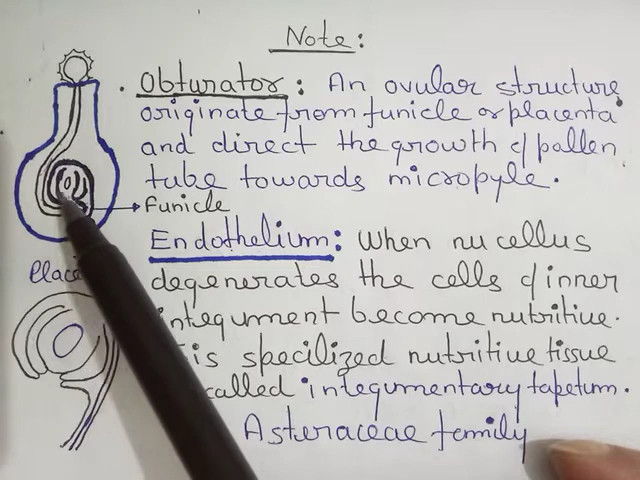 Note:
• Obturator: An ovular structure
originate from funicle or placenta
and direct the growth of pollen
tube towards micropyle.
funicle
Endothelium: When nucellus
degenerates the cells of inner
integument become nutritive.
is specilized nutritive tissue
called integumentary tapetum.
Asteraceae femily